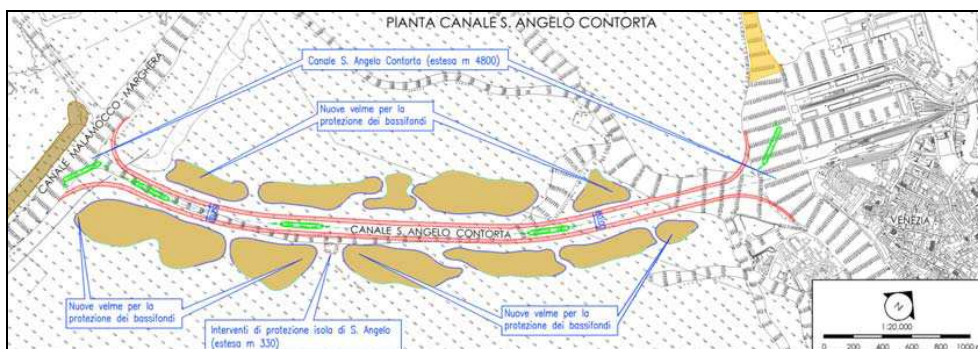 PIANTA CANALE S. ANGELO CONTORTA
Canale S. Angelo Contorta (estesa m 4800)
Nuove velme per la
protezione dei bassifondi
CANALE MALAMOCCO-MARGHERA
CANALE S. ANGELO CONTORTA
VENEZIA
Nuove velme per la
protezione dei bassifondi
Interventi di protezione isola di S. Angelo
(estesa m 330)
Nuove velme per la
protezione dei bassifondi
N
1:20.000
0 200 400 600 800 1000